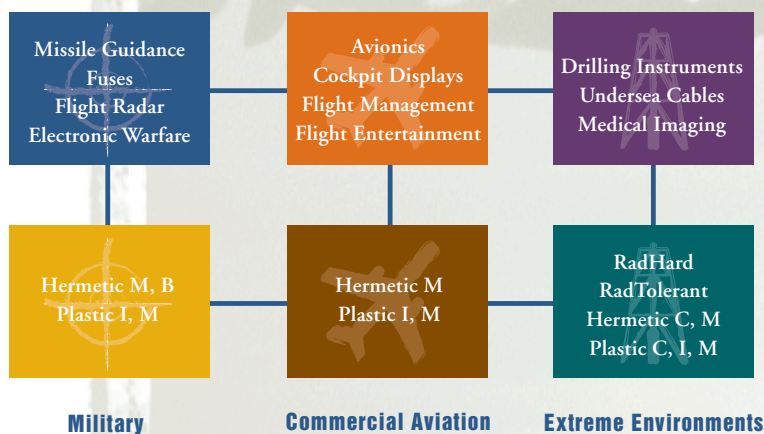 Missile Guidance
Fuses
Flight Radar
Electronic Warfare
Avionics
Cockpit Displays
Flight Management
Flight Entertainment
Drilling Instruments
Undersea Cables
Medical Imaging
Hermetic M, B
Plastic I, M
Hermetic M
Plastic I, M
RadHard
RadTolerant
Hermetic C, M
Plastic C, I, M
Military
Commercial Aviation
Extreme Environments